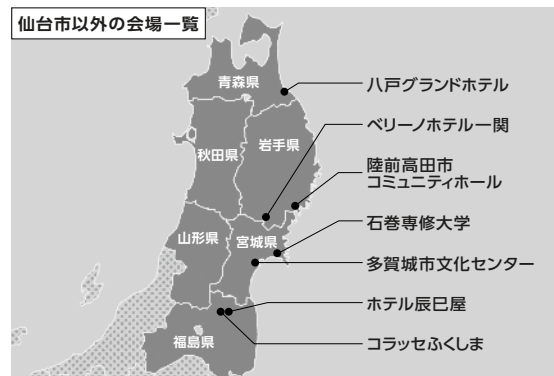 仙台市以外の会場一覧
青森県
秋田県
岩手県
山形県
宮城県
福島県
八戸グランドホテル
ベリーノホテル一関
陸前高田市
コミュニティホール
石巻専修大学
多賀城市文化センター
ホテル辰巳屋
コラッセふくしま